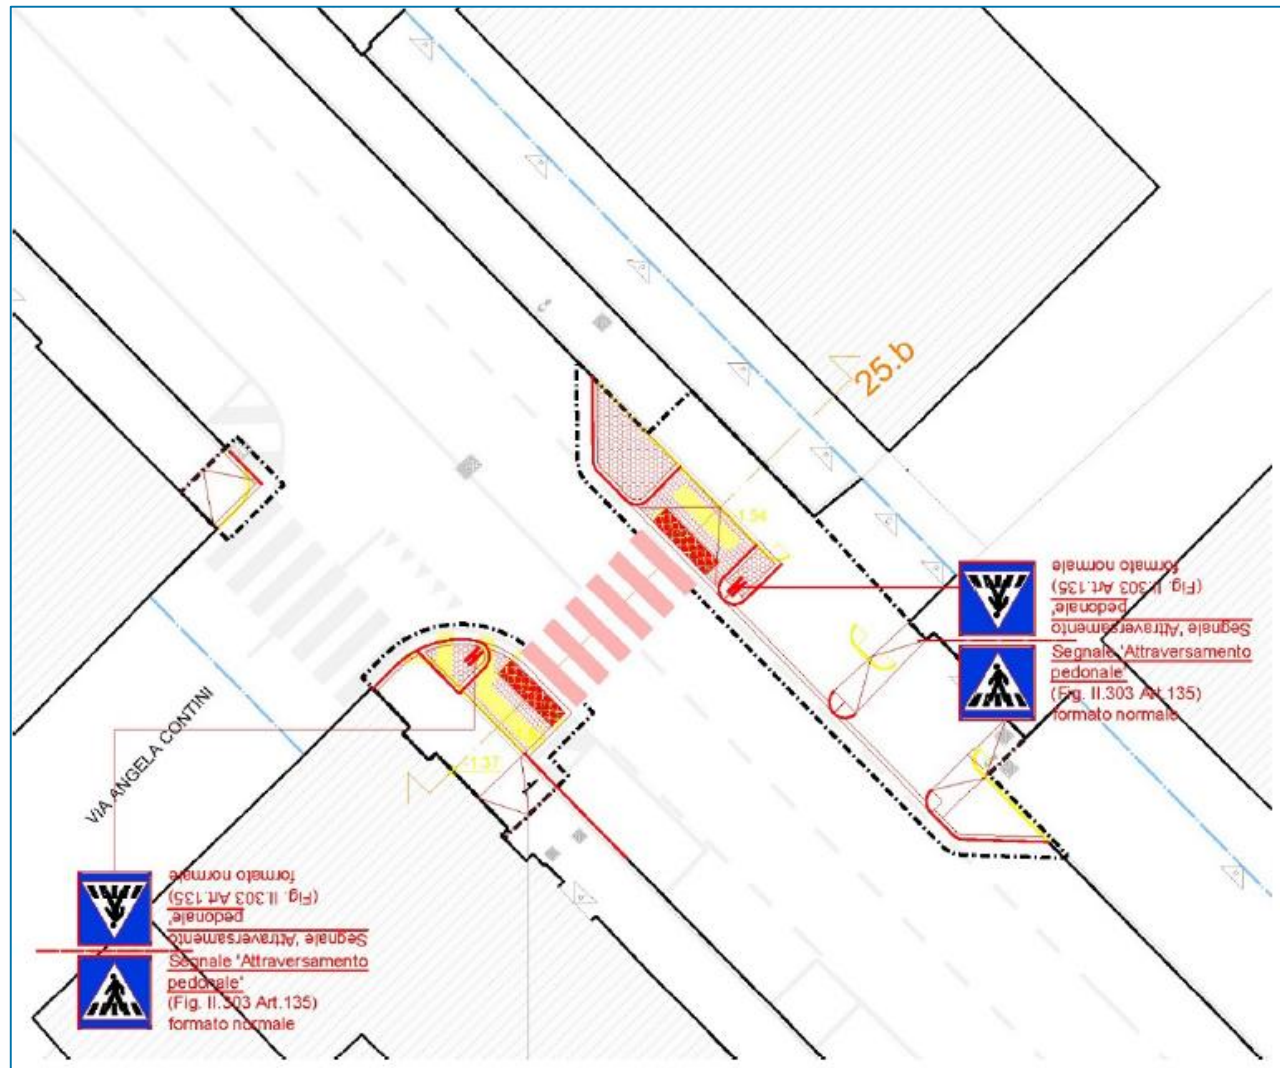 25.b
1.54
formato normale
(Fig. II.303 Art.135)
pedonale'
Segnale 'Attraversamento
Segnale 'Attraversamento
pedonale'
(Fig. II.303 Art.135)
formato normale
1.37
VIA ANGELA CONTINI
formato normale
(Fig. II.303 Art.135)
pedonale'
Segnale 'Attraversamento
Segnale 'Attraversamento
pedonale'
(Fig. II.303 Art.135)
formato normale